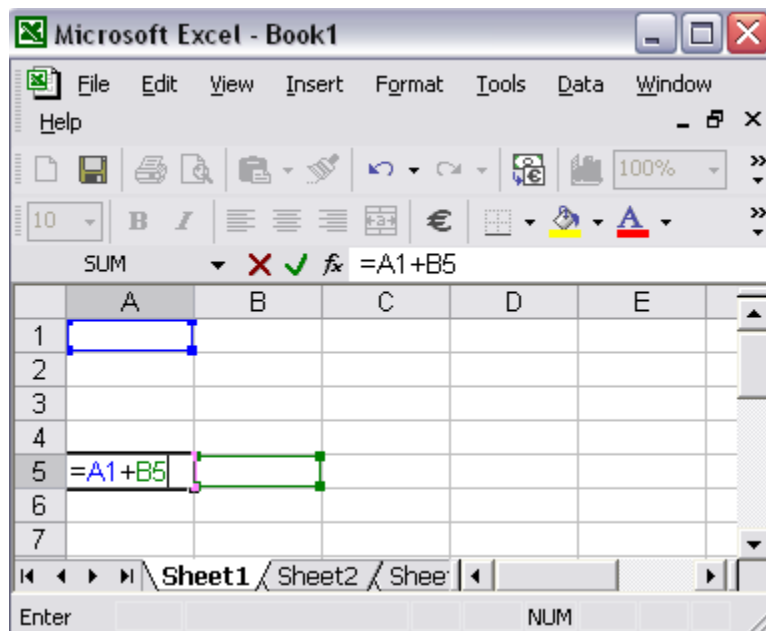 Microsoft Excel - Book1
File Edit View Insert Format Tools Data Window
Help
100%
10 B I € A
SUM fx =A1+B5
A B C D E
1
2
3
4
5 =A1+B5
6
7
Sheet1 Sheet2 Shee
Enter NUM